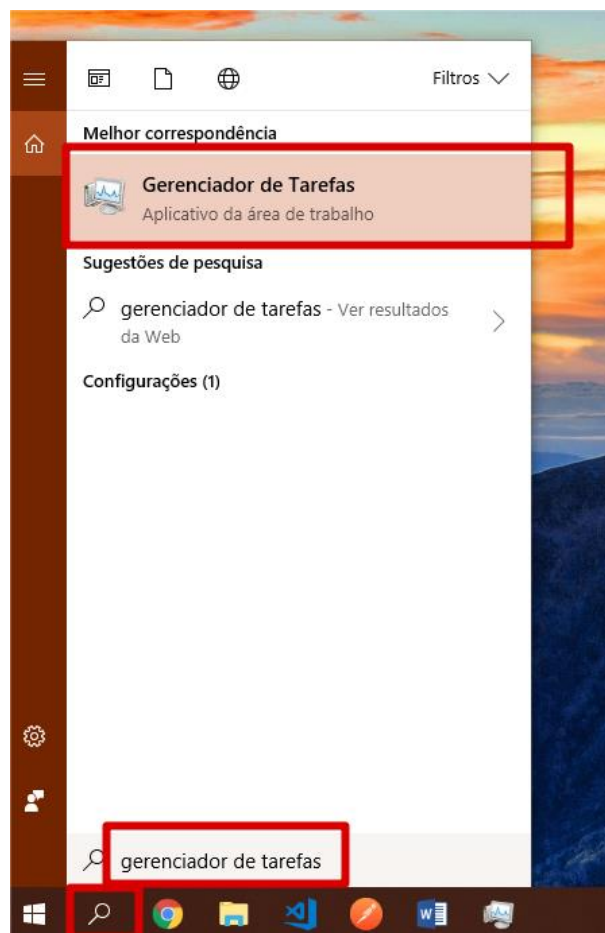 Filtros
Melhor correspondência
Gerenciador de Tarefas
Aplicativo da área de trabalho
Sugestões de pesquisa
gerenciador de tarefas - Ver resultados
da Web
Configurações (1)
gerenciador de tarefas